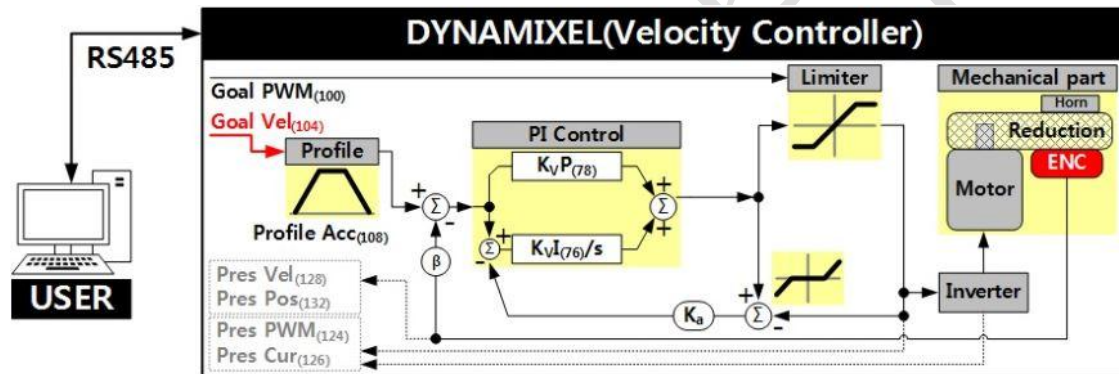 DYNAMIXEL(Velocity Controller)
RS485
Goal PWM(100)
Limiter
Mechanical part
Horn
Goal Vel(104)
PI Control
Reduction
Profile
KVP(78)
ENC
Motor
Σ
Σ
Profile Acc(108)
Σ
KVI(76)/s
β
Pres Vel(128)
Pres Pos(132)
Ka
Σ
Inverter
USER
Pres PWM(124)
Pres Cur(126)
+
-
+
-
+
+
+
-